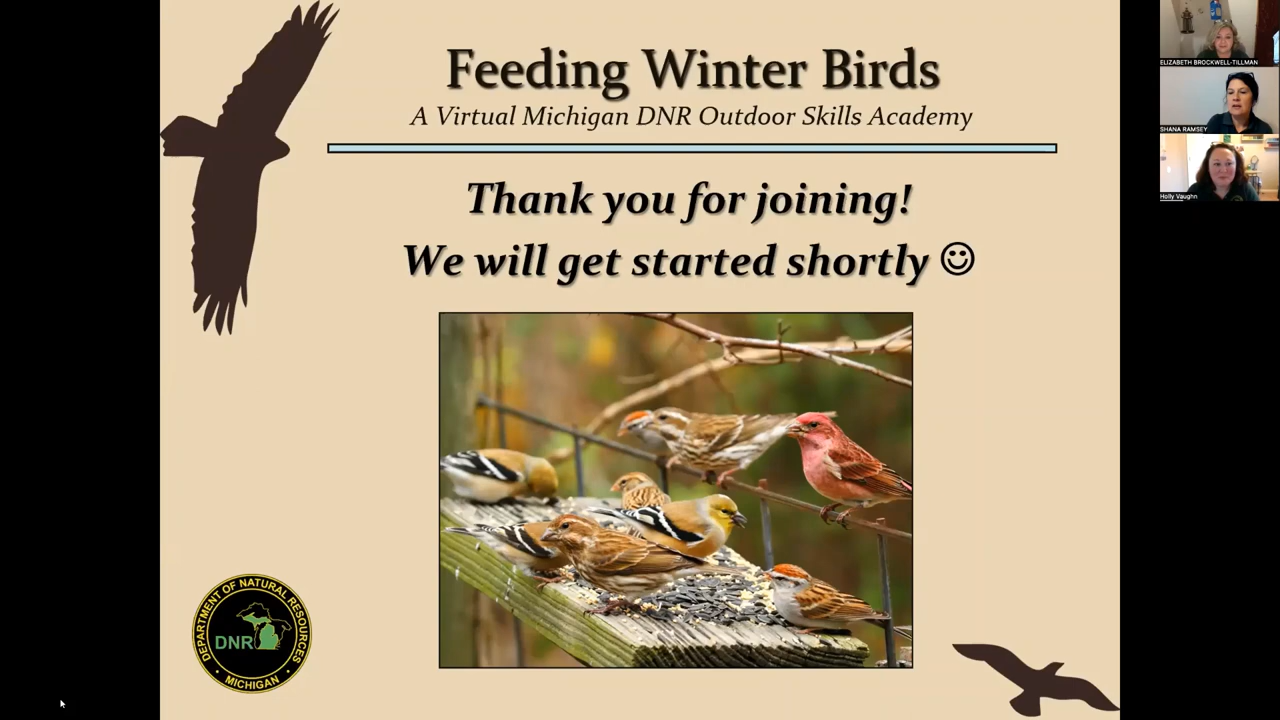 Feeding Winter Birds
A Virtual Michigan DNR Outdoor Skills Academy
Thank you for joining!
We will get started shortly ☺
DEPARTMENT OF NATURAL RESOURCES
DNR
MICHIGAN
ELIZABETH BROCKWELL-TILLMAN
SHANA RAMSEY
Holly Vaughn